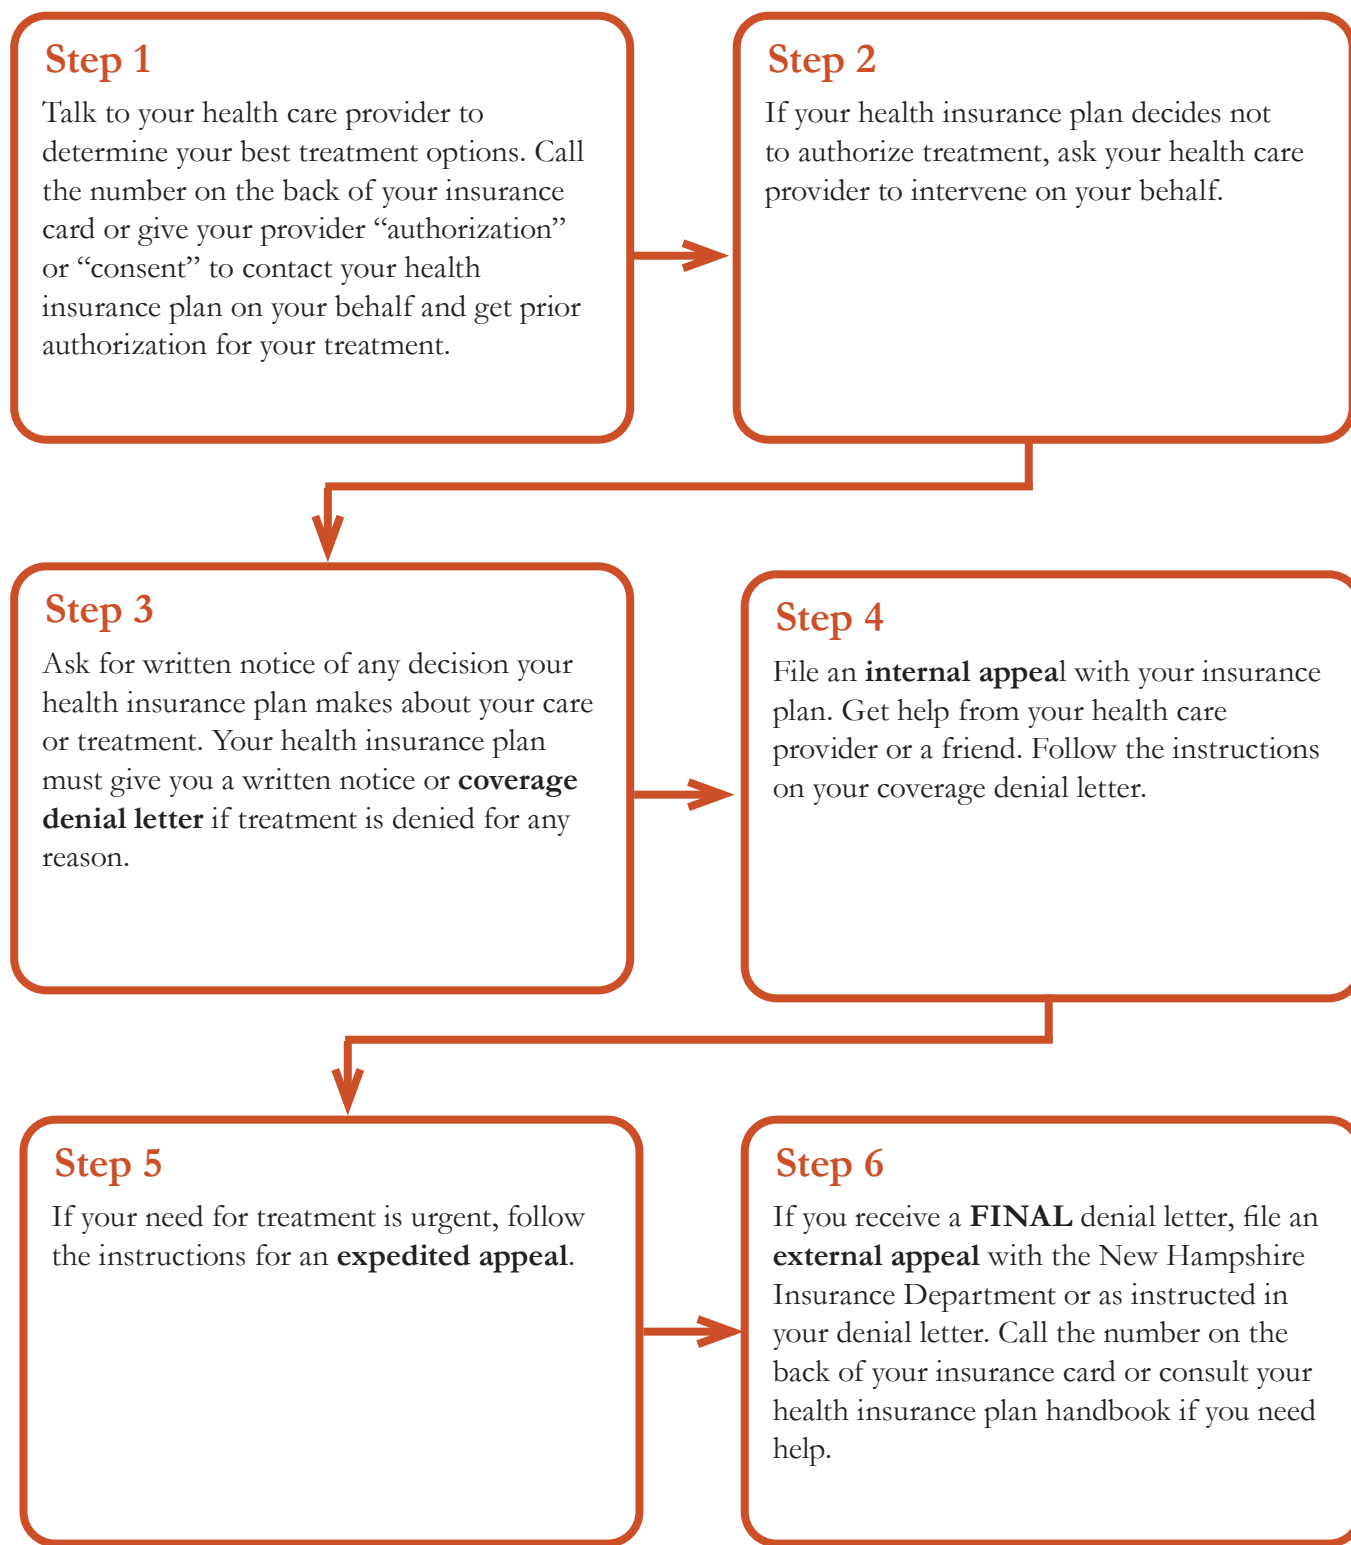 Step 1
Talk to your health care provider to
determine your best treatment options. Call
the number on the back of your insurance
card or give your provider “authorization”
or “consent” to contact your health
insurance plan on your behalf and get prior
authorization for your treatment.
Step 2
If your health insurance plan decides not
to authorize treatment, ask your health care
provider to intervene on your behalf.
Step 3
Ask for written notice of any decision your
health insurance plan makes about your care
or treatment. Your health insurance plan
must give you a written notice or coverage
denial letter if treatment is denied for any
reason.
Step 4
File an internal appeal with your insurance
plan. Get help from your health care
provider or a friend. Follow the instructions
on your coverage denial letter.
Step 5
If your need for treatment is urgent, follow
the instructions for an expedited appeal.
Step 6
If you receive a FINAL denial letter, file an
external appeal with the New Hampshire
Insurance Department or as instructed in
your denial letter. Call the number on the
back of your insurance card or consult your
health insurance plan handbook if you need
help.